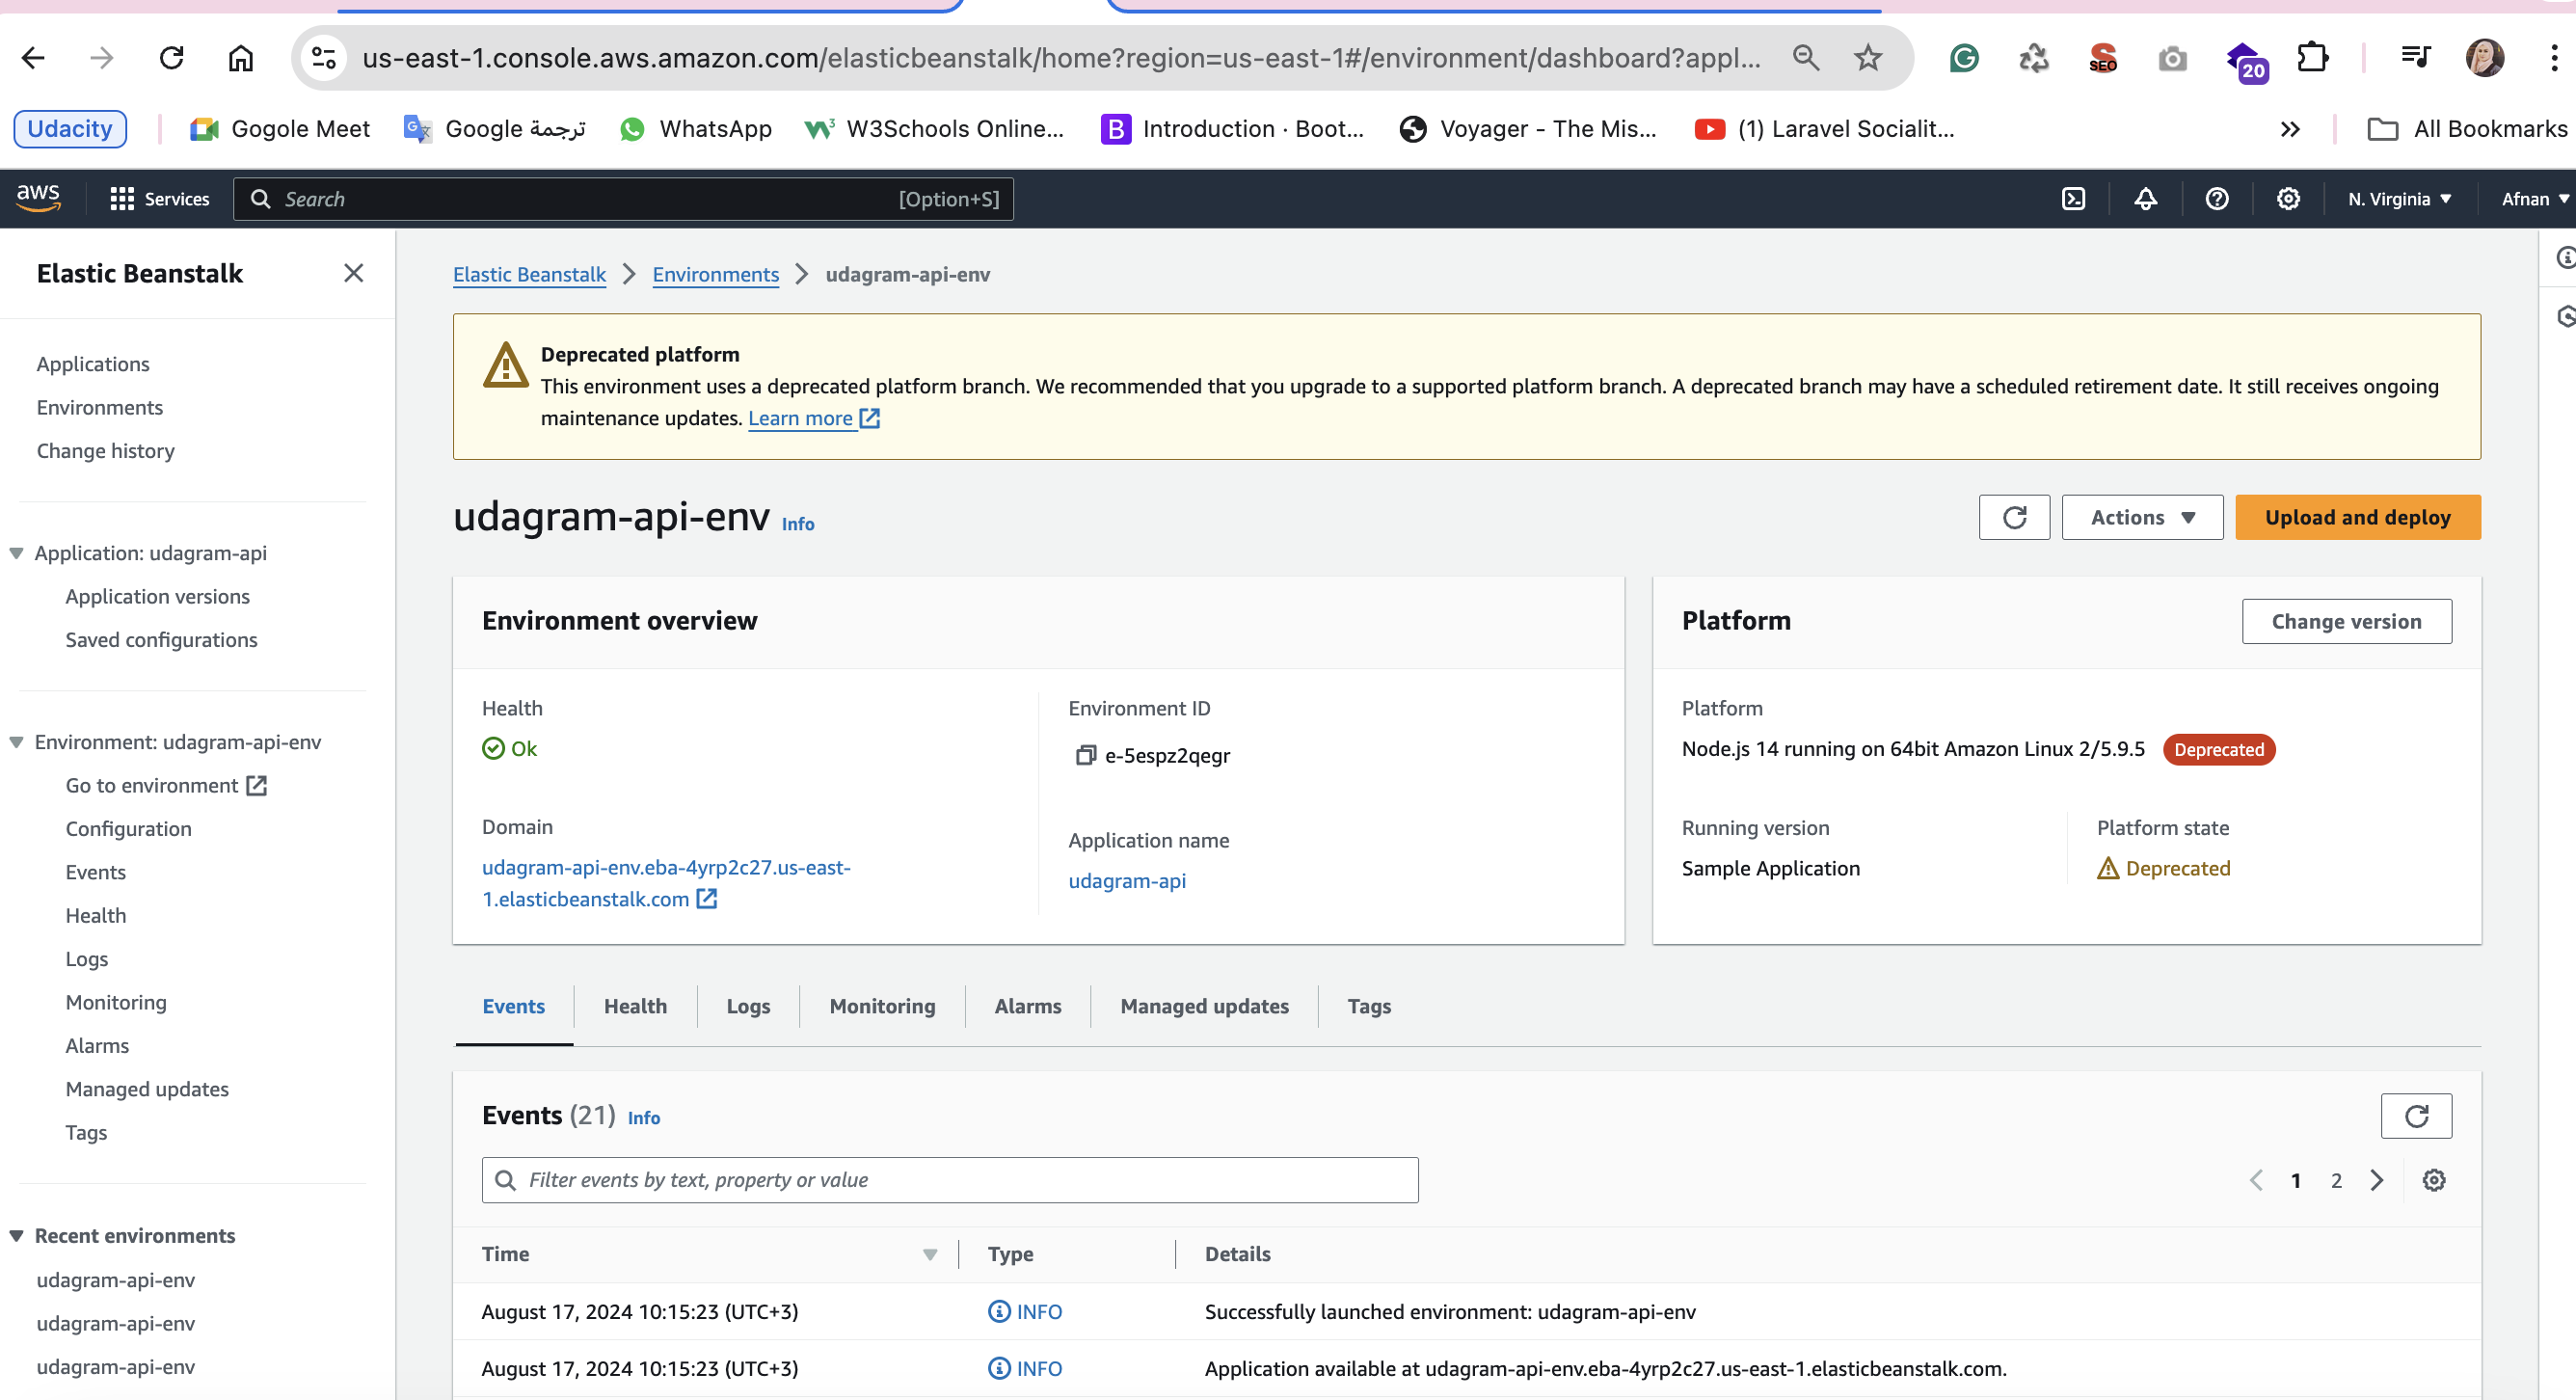 us-east-1.console.aws.amazon.com/elasticbeanstalk/home?region=us-east-1#/environment/dashboard?appl...
SEO
20
Udacity
Gogole Meet
Google ترجمة
WhatsApp
W3Schools Online...
B Introduction · Boot...
Voyager - The Mis...
(1) Laravel Socialit...
All Bookmarks
aws
Services
Search
[Option+S]
N. Virginia
Afnan
Elastic Beanstalk
Applications
Environments
Change history
Application: udagram-api
Application versions
Saved configurations
Environment: udagram-api-env
Go to environment
Configuration
Events
Health
Logs
Monitoring
Alarms
Managed updates
Tags
Recent environments
udagram-api-env
udagram-api-env
udagram-api-env
Elastic Beanstalk > Environments > udagram-api-env
Deprecated platform
This environment uses a deprecated platform branch. We recommended that you upgrade to a supported platform branch. A deprecated branch may have a scheduled retirement date. It still receives ongoing
maintenance updates. Learn more
udagram-api-env Info
Actions
Upload and deploy
Environment overview
Health
Ok
Domain
udagram-api-env.eba-4yrp2c27.us-east-
1.elasticbeanstalk.com
Environment ID
e-5espz2qegr
Application name
udagram-api
Platform
Change version
Platform
Node.js 14 running on 64bit Amazon Linux 2/5.9.5 Deprecated
Running version
Sample Application
Platform state
Deprecated
Events
Health
Logs
Monitoring
Alarms
Managed updates
Tags
Events (21) Info
Filter events by text, property or value
1 2
Time Type Details
August 17, 2024 10:15:23 (UTC+3) INFO Successfully launched environment: udagram-api-env
August 17, 2024 10:15:23 (UTC+3) INFO Application available at udagram-api-env.eba-4yrp2c27.us-east-1.elasticbeanstalk.com.